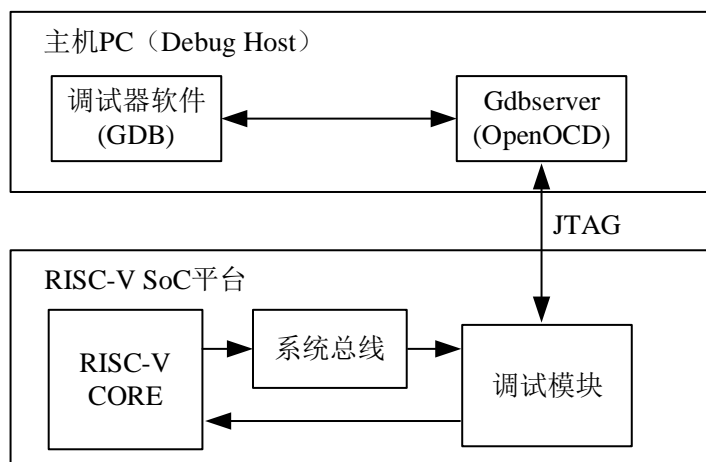 主机PC（Debug Host）
调试器软件
(GDB)
Gdbserver
(OpenOCD)
JTAG
RISC-V SoC平台
RISC-V
CORE
系统总线
调试模块